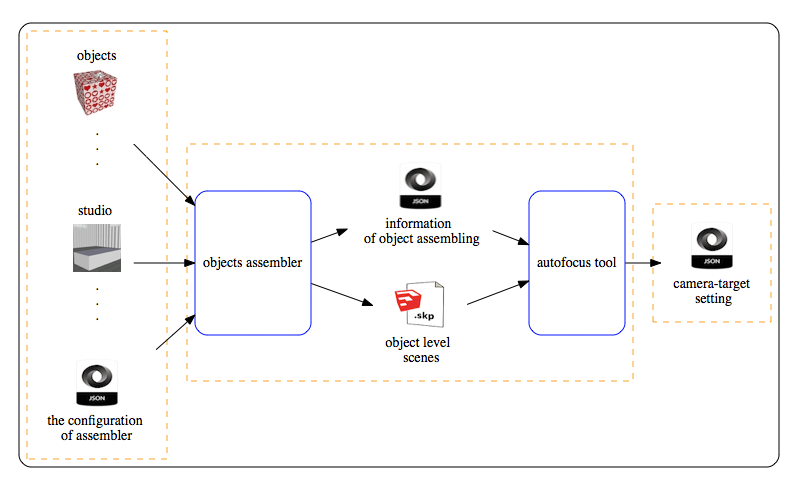 objects
studio
JSON
the configuration
of assembler
objects assembler
JSON
information
of object assembling
.skp
object level
scenes
autofocus tool
JSON
camera-target
setting